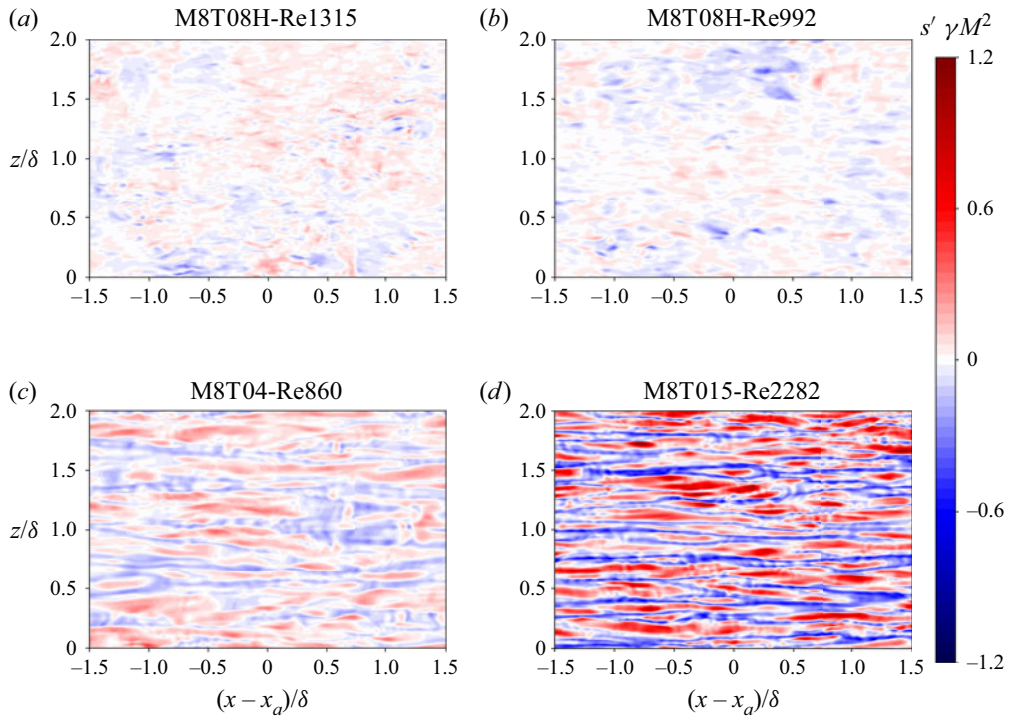 (a) M8T08H-Re1315
(b) M8T08H-Re992
s′ γM²
2.0
1.5
z/δ 1.0
0.5
0
–1.5 –1.0 –0.5 0 0.5 1.0 1.5
2.0
1.5
1.0
0.5
0
–1.5 –1.0 –0.5 0 0.5 1.0 1.5
1.2
0.6
0
–0.6
–1.2
(c) M8T04-Re860
(d) M8T015-Re2282
2.0
1.5
z/δ 1.0
0.5
0
–1.5 –1.0 –0.5 0 0.5 1.0 1.5
(x – xₐ)/δ
2.0
1.5
1.0
0.5
0
–1.5 –1.0 –0.5 0 0.5 1.0 1.5
(x – xₐ)/δ